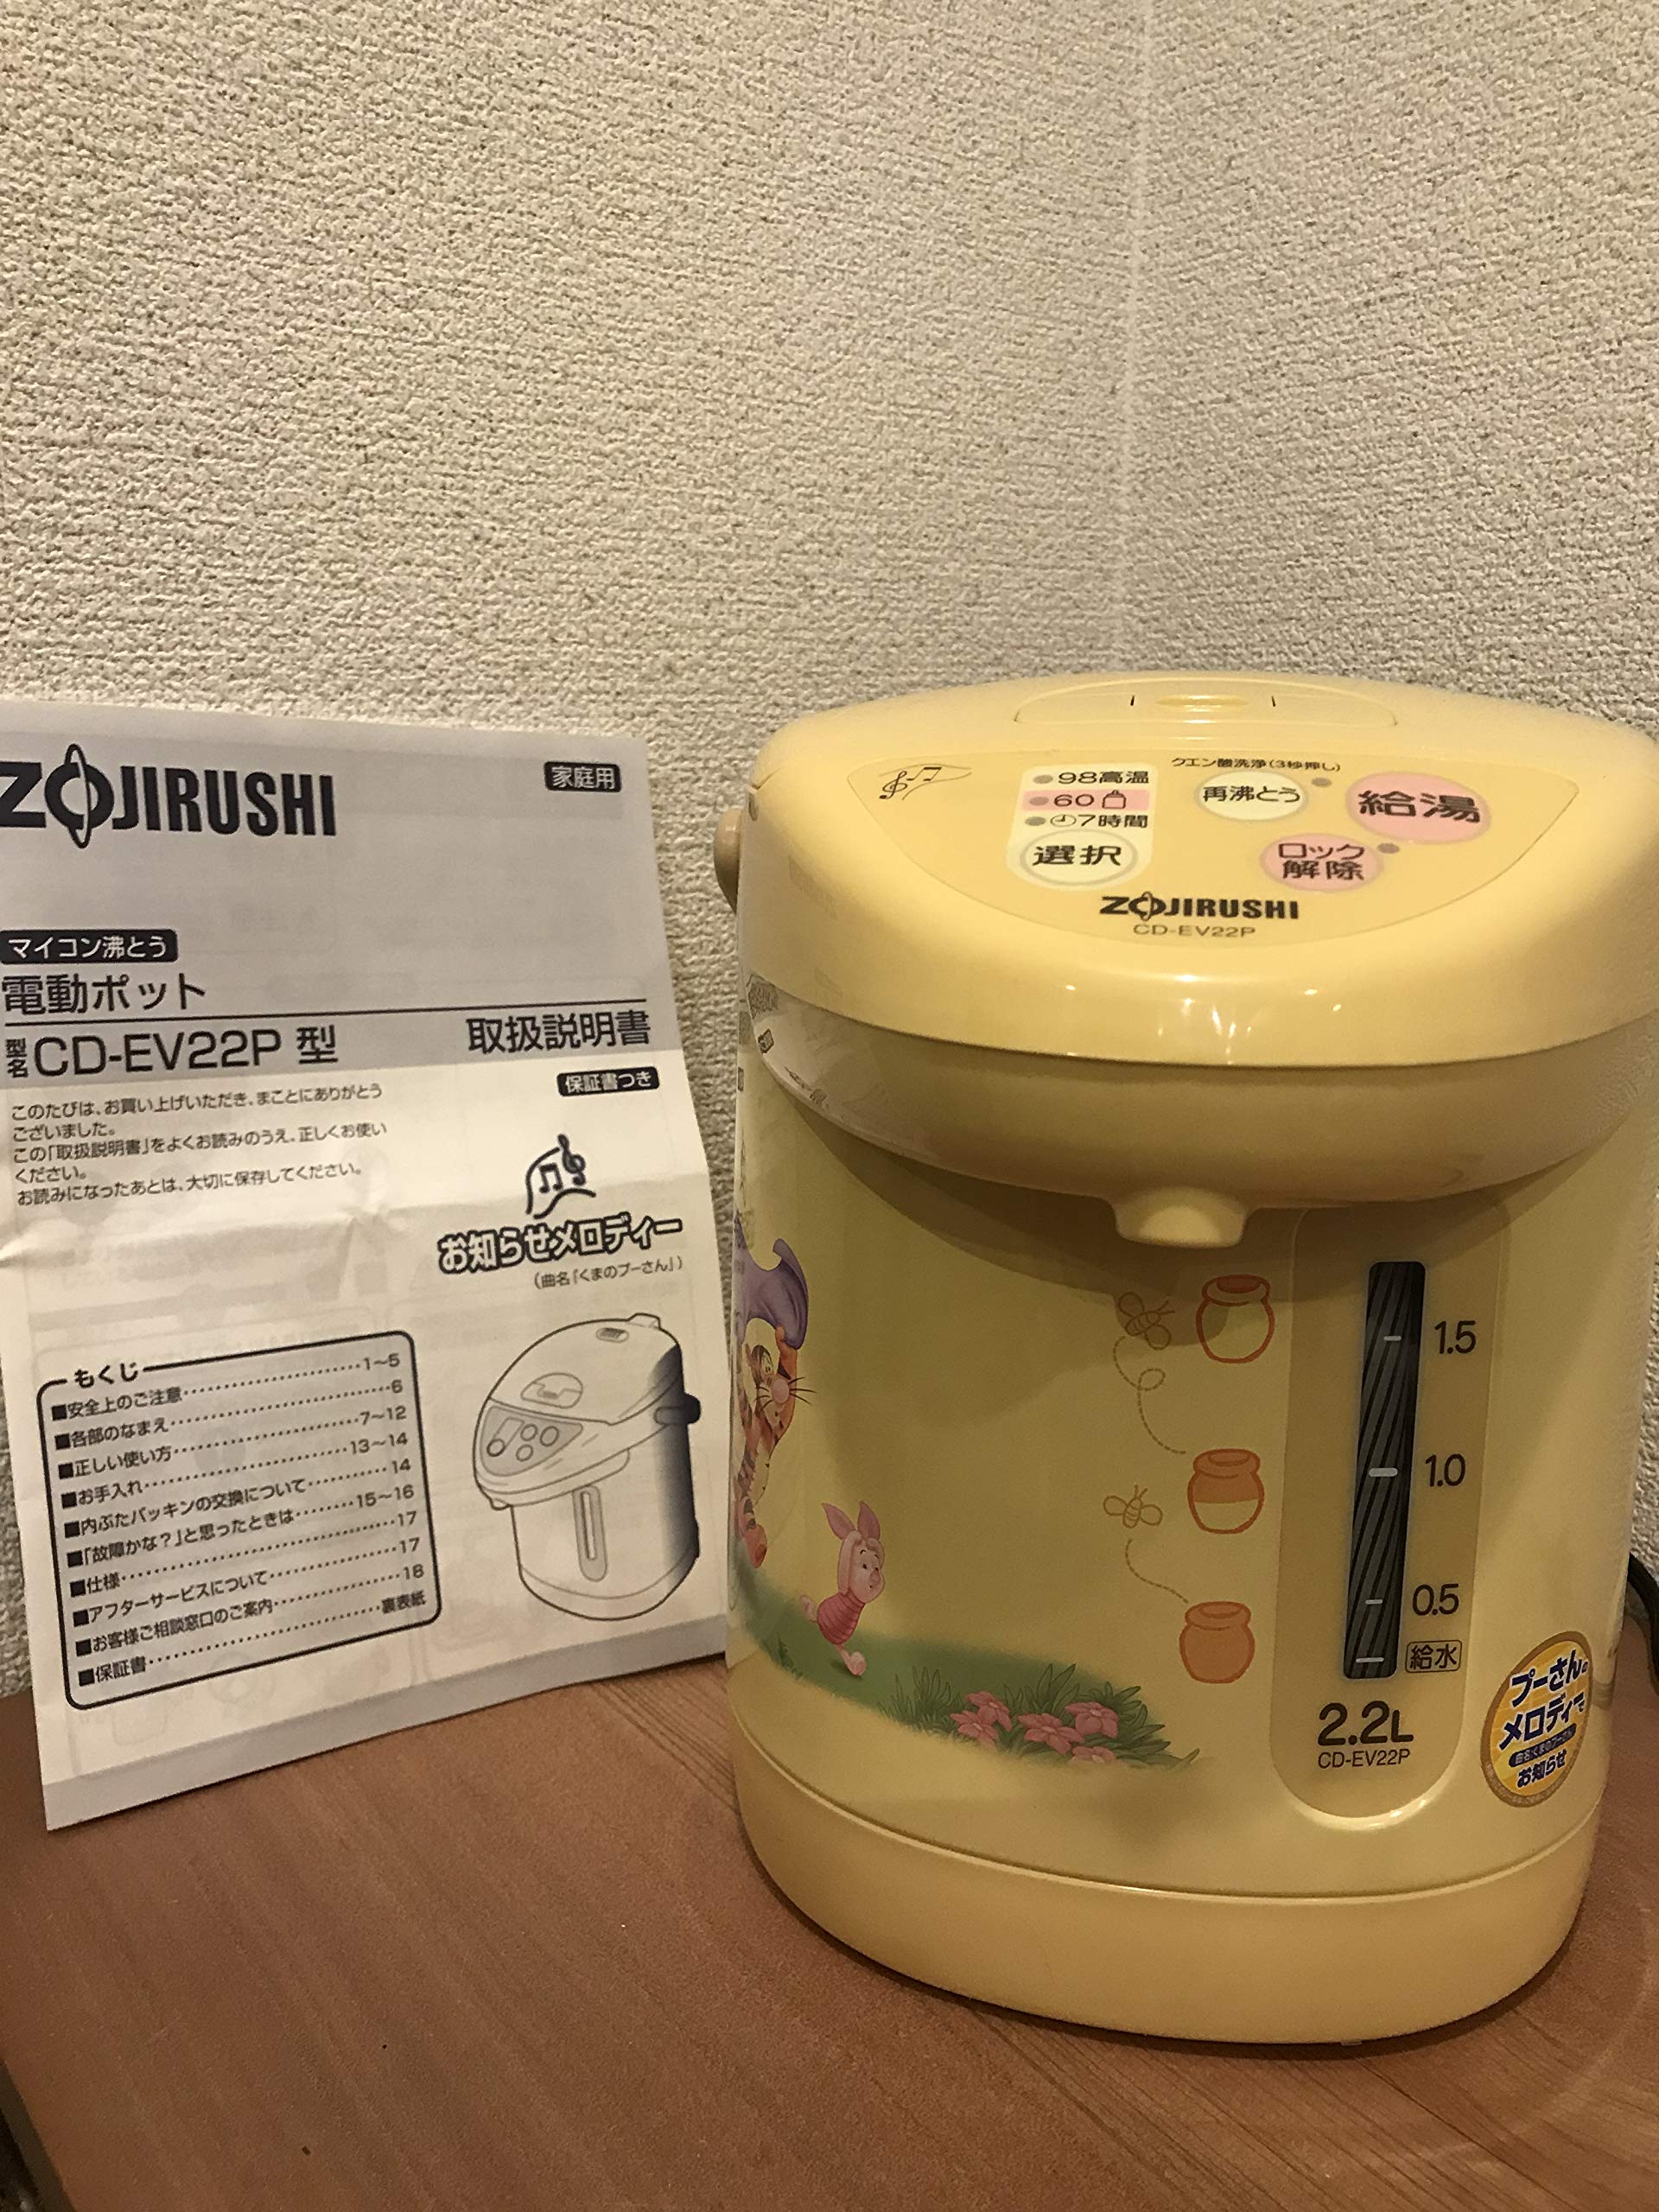 ZOJIRUSHI
家庭用
マイコン沸とう
電動ポット
型名 CD-EV22P 型
取扱説明書
保証書つき
このたびは、お買い上げいただき、まことにありがとう
ございました。
この「取扱説明書」をよくお読みのうえ、正しくお使い
ください。
お読みになったあとは、大切に保存してください。
お知らせメロディー
(曲名「くまのプーさん」)
もくじ
■安全上のご注意 1~5
■各部のなまえ 6
■正しい使い方 7~12
■お手入れ 13~14
■内ぶたパッキンの交換について 14
■「故障かな?」と思ったときは 15~16
■仕様 17
■アフターサービスについて 17
■お客様ご相談窓口のご案内 18
■保証書 裏表紙
クエン酸洗浄(3秒押し)
98高温
60
7時間
選択
再沸とう
給湯
ロック
解除
ZOJIRUSHI
CD-EV22P
1.5
1.0
0.5
給水
2.2L
CD-EV22P
プーさんの
メロディーで
曲名:くまのプーさん
お知らせ